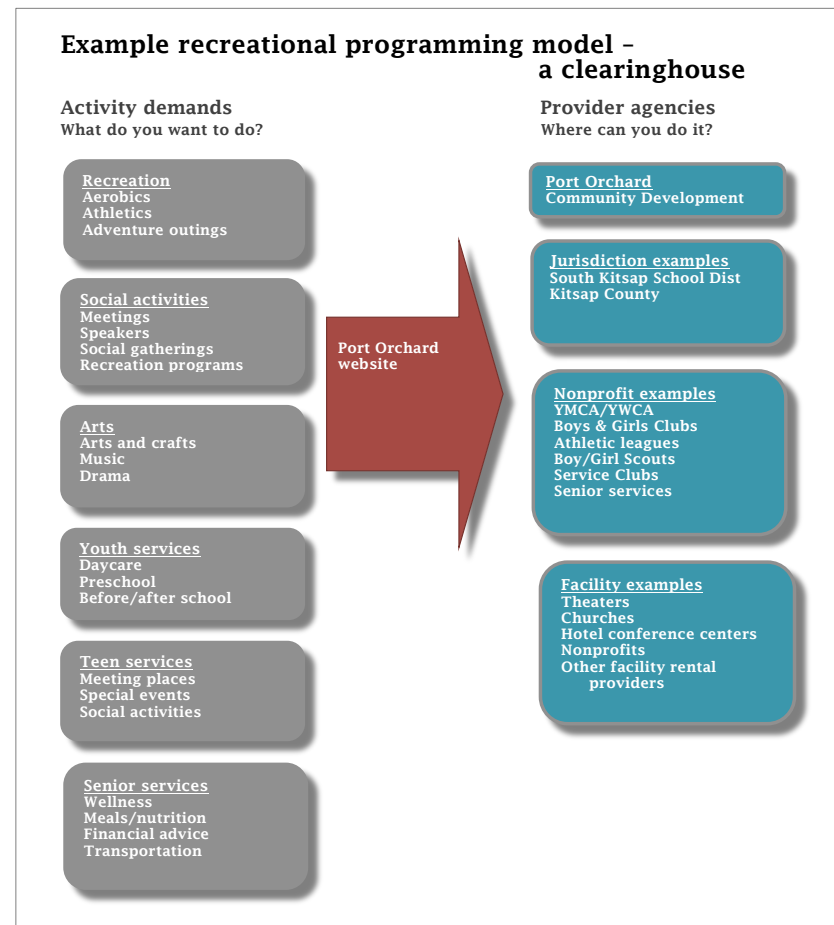 Example recreational programming model –
a clearinghouse
Activity demands
What do you want to do?
Recreation
Aerobics
Athletics
Adventure outings
Social activities
Meetings
Speakers
Social gatherings
Recreation programs
Arts
Arts and crafts
Music
Drama
Youth services
Daycare
Preschool
Before/after school
Teen services
Meeting places
Special events
Social activities
Senior services
Wellness
Meals/nutrition
Financial advice
Transportation
Port Orchard
website
Provider agencies
Where can you do it?
Port Orchard
Community Development
Jurisdiction examples
South Kitsap School Dist
Kitsap County
Nonprofit examples
YMCA/YWCA
Boys & Girls Clubs
Athletic leagues
Boy/Girl Scouts
Service Clubs
Senior services
Facility examples
Theaters
Churches
Hotel conference centers
Nonprofits
Other facility rental
providers